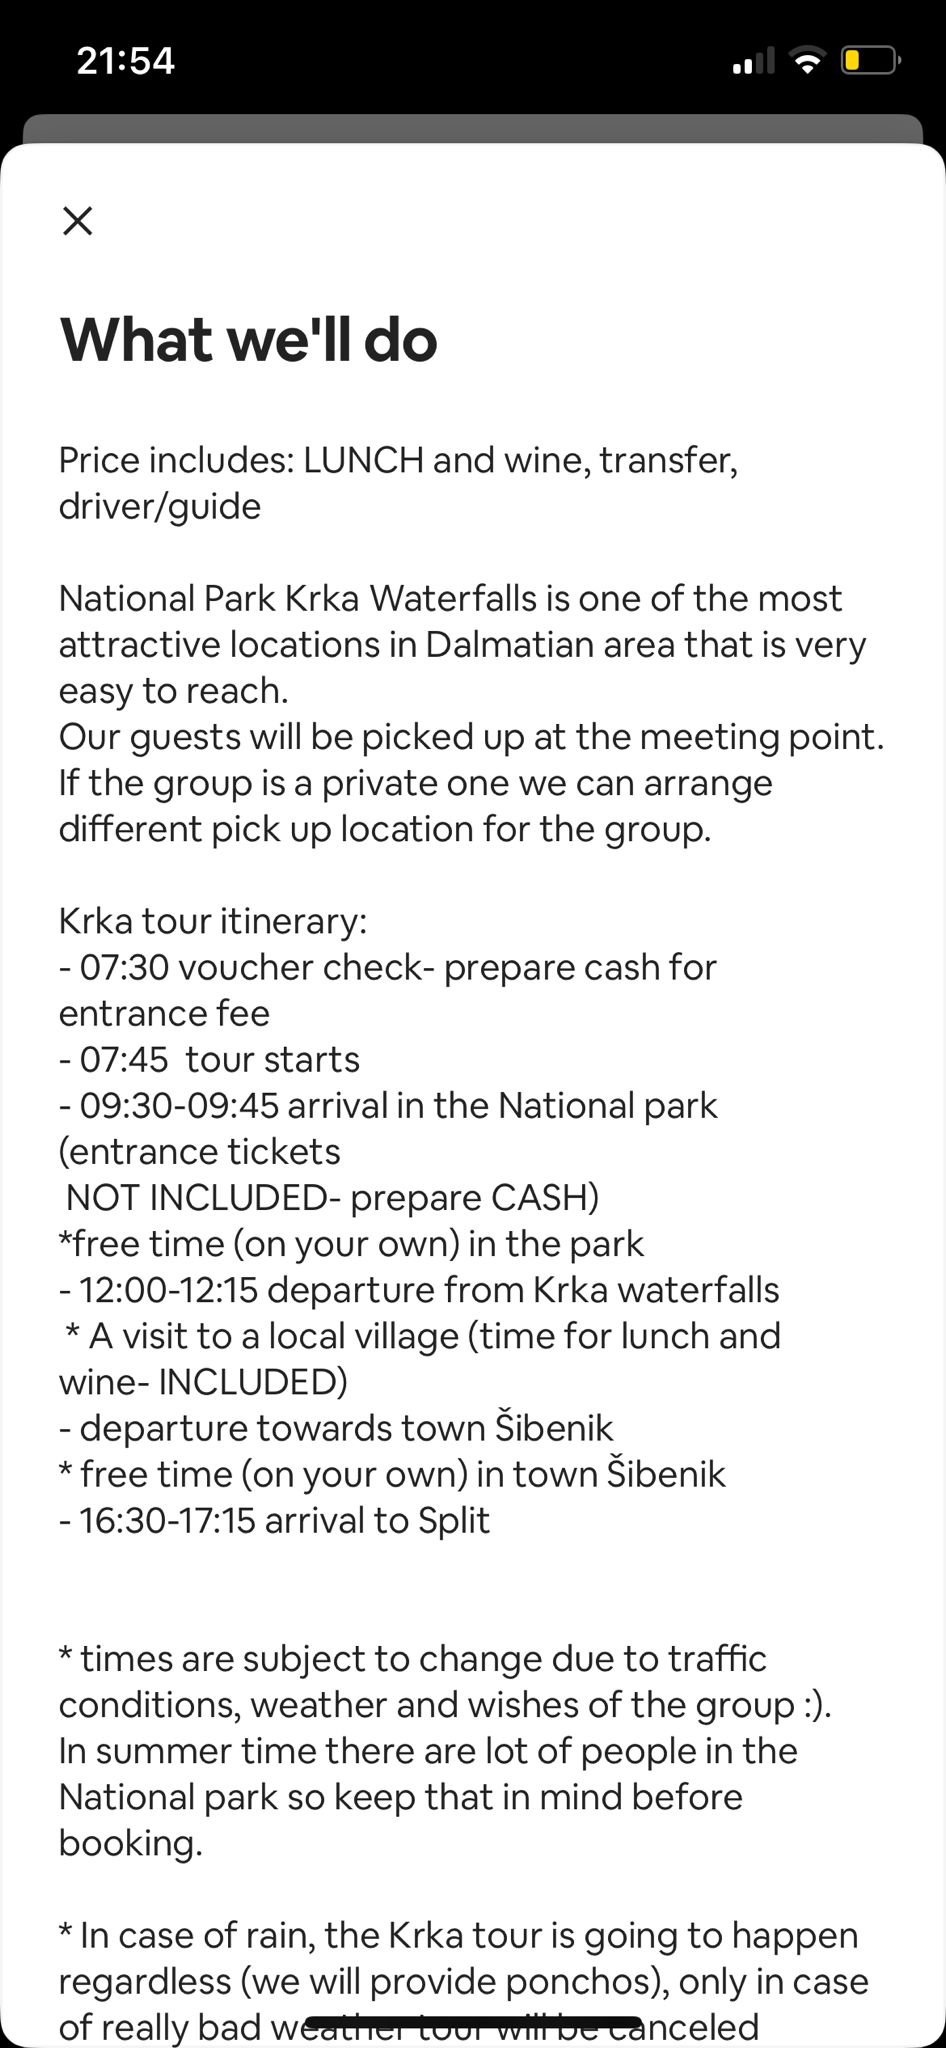 21:54
What we'll do
Price includes: LUNCH and wine, transfer,
driver/guide
National Park Krka Waterfalls is one of the most
attractive locations in Dalmatian area that is very
easy to reach.
Our guests will be picked up at the meeting point.
If the group is a private one we can arrange
different pick up location for the group.
Krka tour itinerary:
- 07:30 voucher check- prepare cash for
entrance fee
- 07:45  tour starts
- 09:30-09:45 arrival in the National park
(entrance tickets
NOT INCLUDED- prepare CASH)
*free time (on your own) in the park
- 12:00-12:15 departure from Krka waterfalls
* A visit to a local village (time for lunch and
wine- INCLUDED)
- departure towards town Šibenik
* free time (on your own) in town Šibenik
- 16:30-17:15 arrival to Split
* times are subject to change due to traffic
conditions, weather and wishes of the group :).
In summer time there are lot of people in the
National park so keep that in mind before
booking.
* In case of rain, the Krka tour is going to happen
regardless (we will provide ponchos), only in case
of really bad weather tour will be canceled